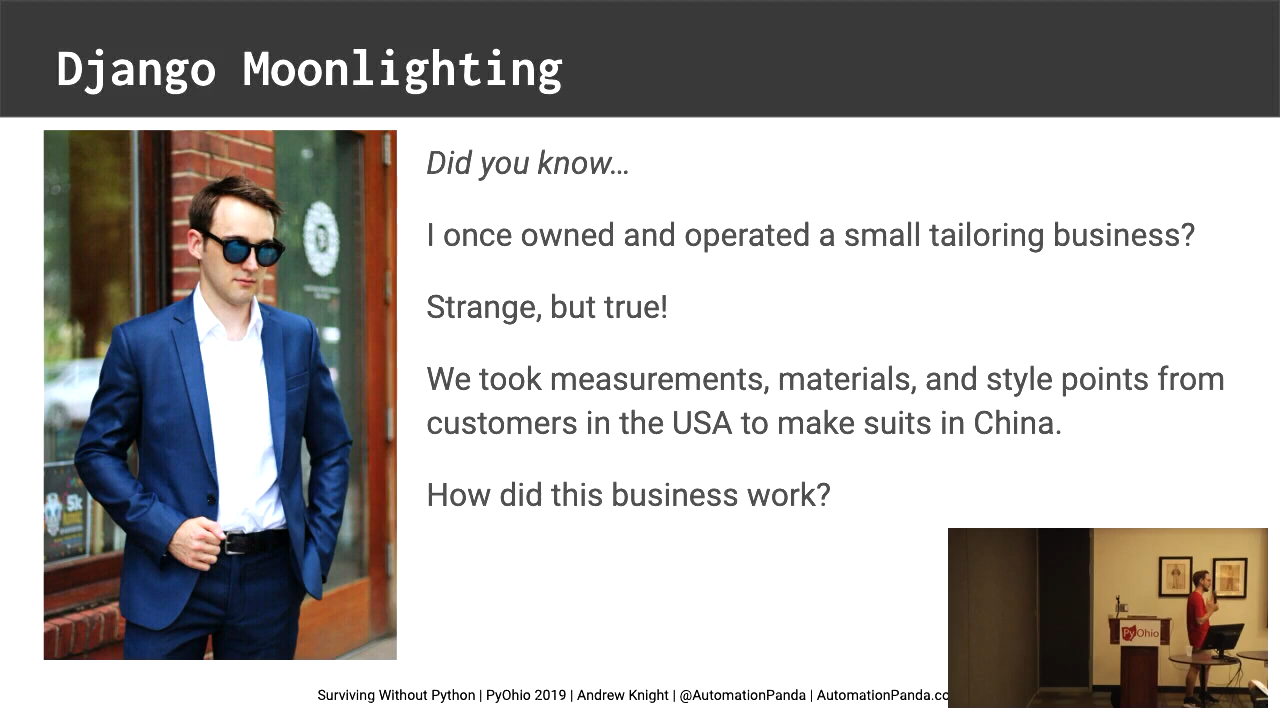 Django Moonlighting
Did you know…
I once owned and operated a small tailoring business?
Strange, but true!
We took measurements, materials, and style points from
customers in the USA to make suits in China.
How did this business work?
5k
PyOhio
Surviving Without Python | PyOhio 2019 | Andrew Knight | @AutomationPanda | AutomationPanda.co